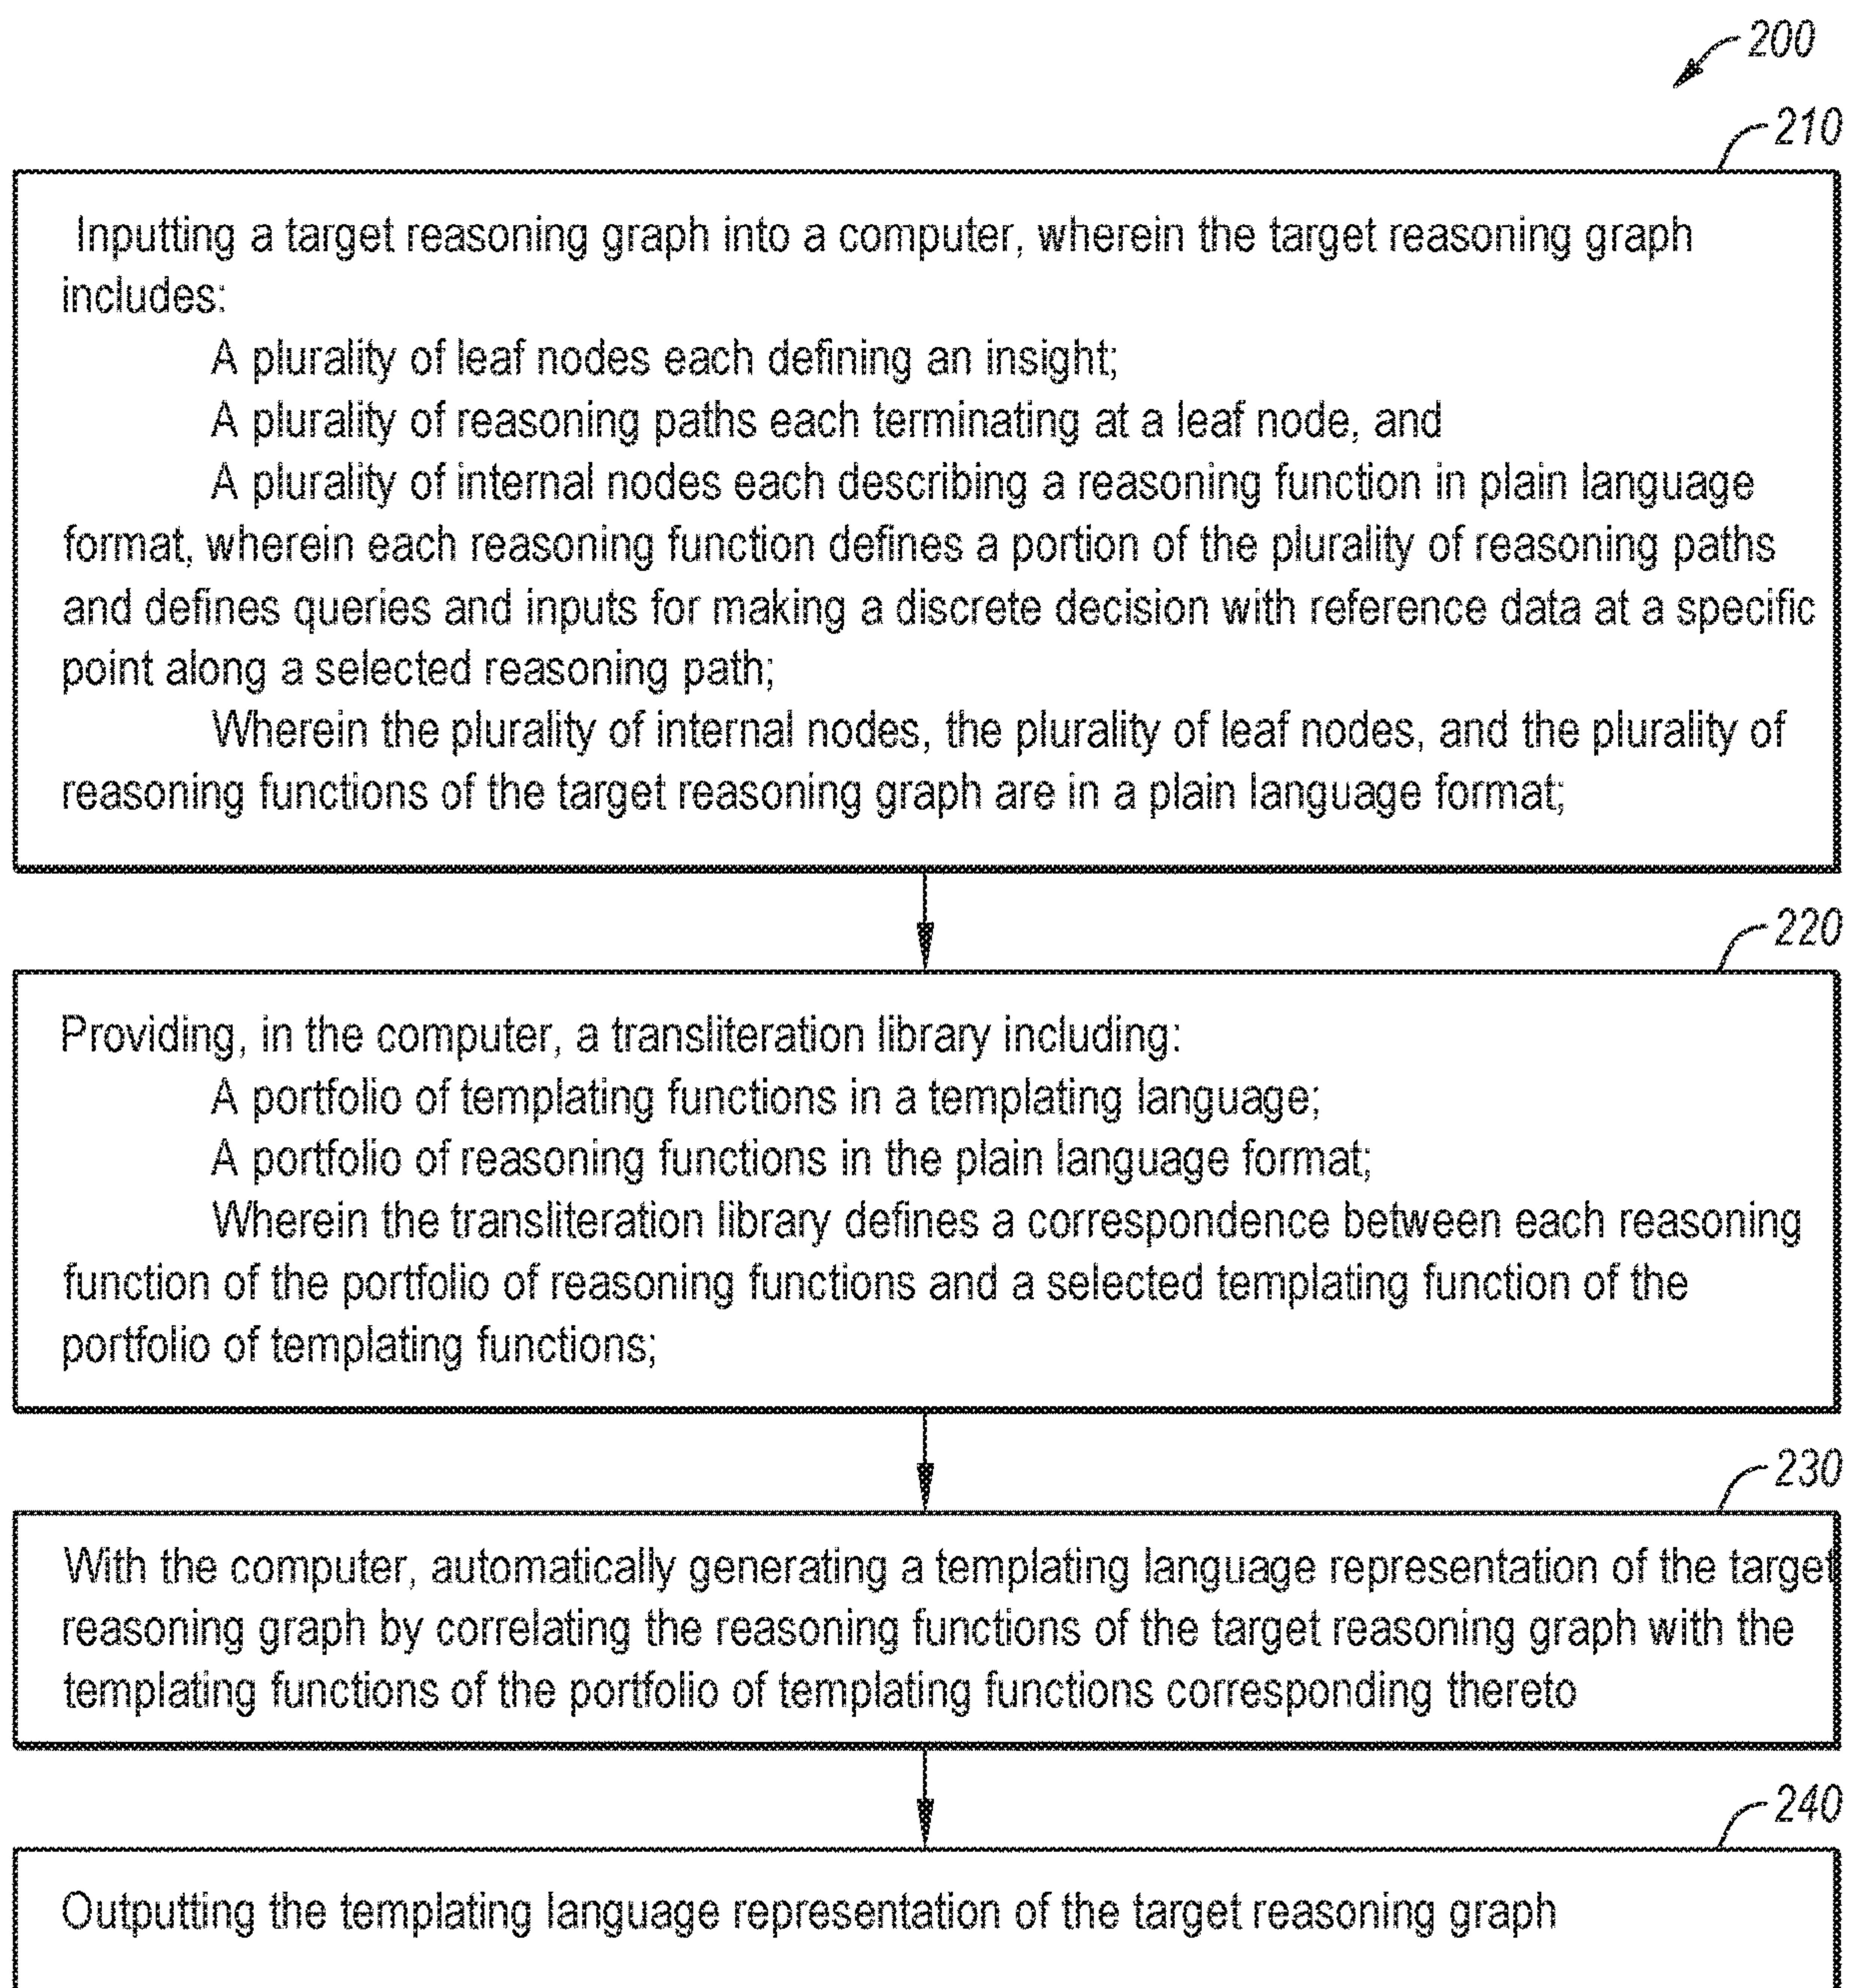 200
210
Inputting a target reasoning graph into a computer, wherein the target reasoning graph
includes:
A plurality of leaf nodes each defining an insight;
A plurality of reasoning paths each terminating at a leaf node, and
A plurality of internal nodes each describing a reasoning function in plain language
format, wherein each reasoning function defines a portion of the plurality of reasoning paths
and defines queries and inputs for making a discrete decision with reference data at a specific
point along a selected reasoning path;
Wherein the plurality of internal nodes, the plurality of leaf nodes, and the plurality of
reasoning functions of the target reasoning graph are in a plain language format;
220
Providing, in the computer, a transliteration library including:
A portfolio of templating functions in a templating language;
A portfolio of reasoning functions in the plain language format;
Wherein the transliteration library defines a correspondence between each reasoning
function of the portfolio of reasoning functions and a selected templating function of the
portfolio of templating functions;
230
With the computer, automatically generating a templating language representation of the target
reasoning graph by correlating the reasoning functions of the target reasoning graph with the
templating functions of the portfolio of templating functions corresponding thereto
240
Outputting the templating language representation of the target reasoning graph